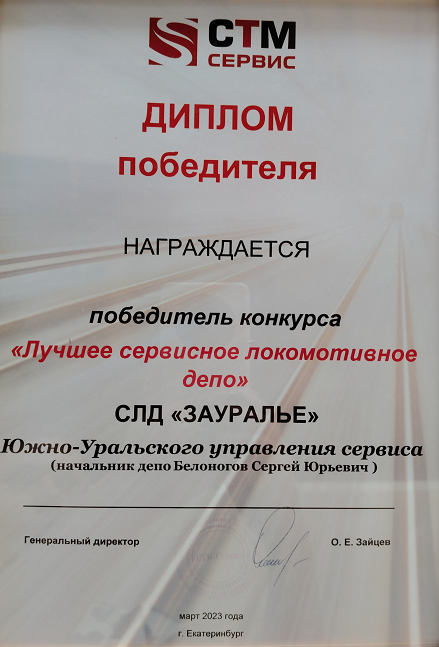 СТМ
СЕРВИС
ДИПЛОМ
победителя
НАГРАЖДАЕТСЯ
победитель конкурса
«Лучшее сервисное локомотивное
депо»
СЛД «ЗАУРАЛЬЕ»
Южно-Уральского управления сервиса
(начальник депо Белоногов Сергей Юрьевич )
Генеральный директор
О. Е. Зайцев
март 2023 года
г. Екатеринбург